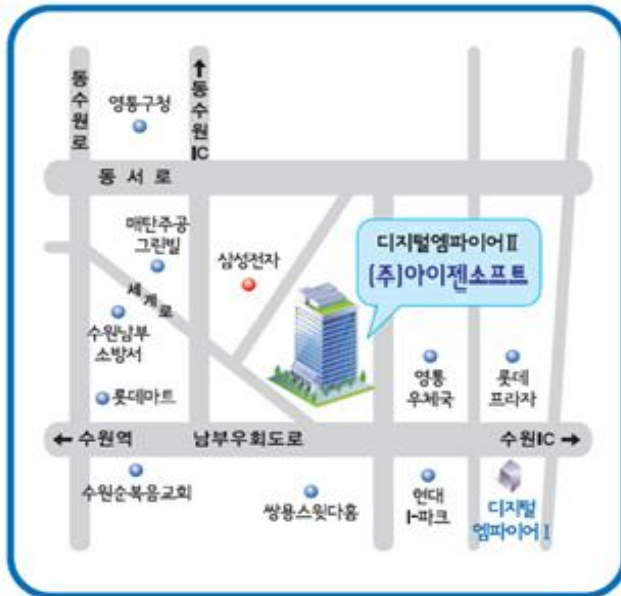 동수원로
영통구청
↑동수원IC
동서로
매탄주공
그린빌
삼성전자
디지털엠파이어Ⅱ
(주)아이젠소프트
세계로
수원남부
소방서
롯데마트
영통
우체국
롯데
프라자
← 수원역
남부우회도로
수원IC →
수원순복음교회
쌍용스윗다홈
현대
I-파크
디지털
엠파이어Ⅰ